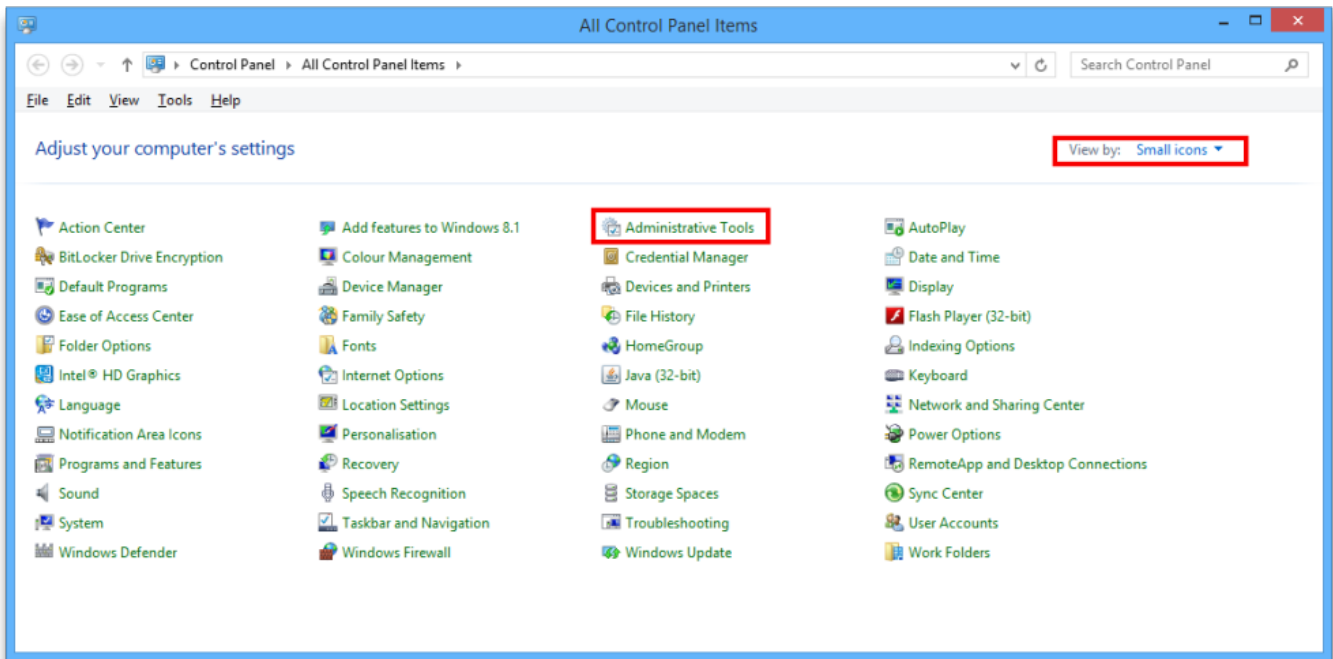 All Control Panel Items
Control Panel All Control Panel Items Search Control Panel
File Edit View Tools Help
Adjust your computer's settings View by: Small icons
Action Center Add features to Windows 8.1 Administrative Tools AutoPlay
BitLocker Drive Encryption Colour Management Credential Manager Date and Time
Default Programs Device Manager Devices and Printers Display
Ease of Access Center Family Safety File History Flash Player (32-bit)
Folder Options Fonts HomeGroup Indexing Options
Intel® HD Graphics Internet Options Java (32-bit) Keyboard
Language Location Settings Mouse Network and Sharing Center
Notification Area Icons Personalisation Phone and Modem Power Options
Programs and Features Recovery Region RemoteApp and Desktop Connections
Sound Speech Recognition Storage Spaces Sync Center
System Taskbar and Navigation Troubleshooting User Accounts
Windows Defender Windows Firewall Windows Update Work Folders